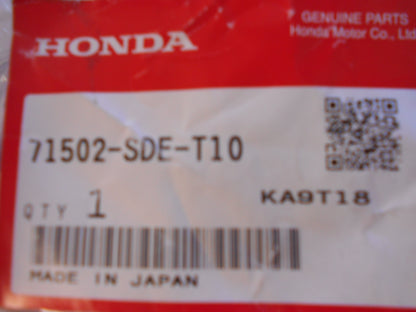 GENUINE PARTS
Honda Motor Co., Ltd
HONDA
71502-SDE-T10
KA9T18
QTY 1
MADE IN JAPAN